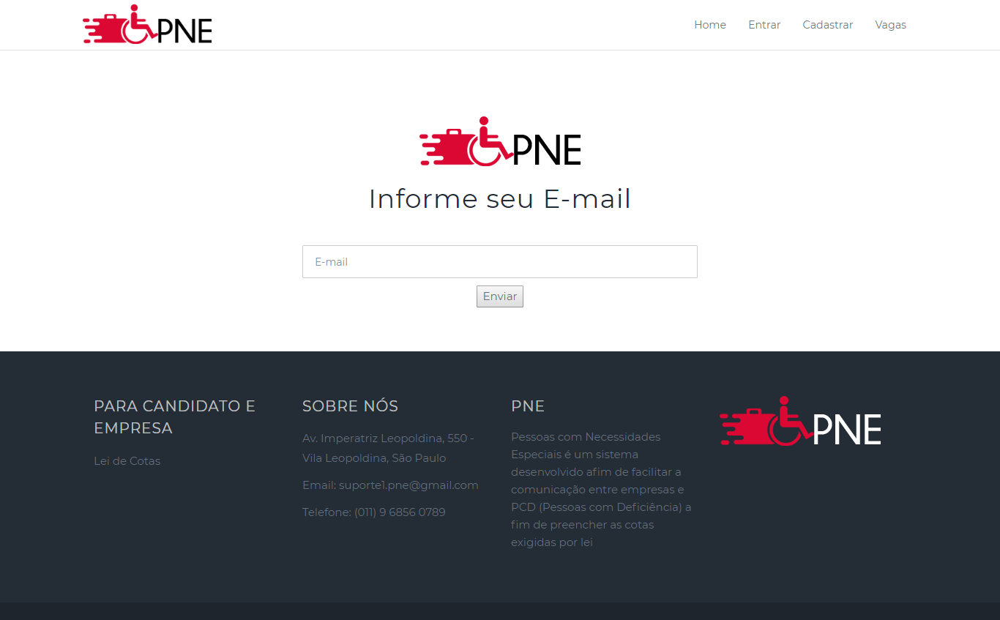 PNE
Home
Entrar
Cadastrar
Vagas
PNE
Informe seu E-mail
E-mail
Enviar
PARA CANDIDATO E
EMPRESA
Lei de Cotas
SOBRE NÓS
Av. Imperatriz Leopoldina, 550 -
Vila Leopoldina, São Paulo
Email: suporte1.pne@gmail.com
Telefone: (011) 9 6856 0789
PNE
Pessoas com Necessidades
Especiais é um sistema
desenvolvido afim de facilitar a
comunicação entre empresas e
PCD (Pessoas com Deficiência) a
fim de preencher as cotas
exigidas por lei
PNE